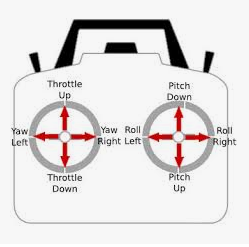 Throttle
Up
Pitch
Down
Yaw
Left
Yaw
Right
Roll
Left
Roll
Right
Throttle
Down
Pitch
Up